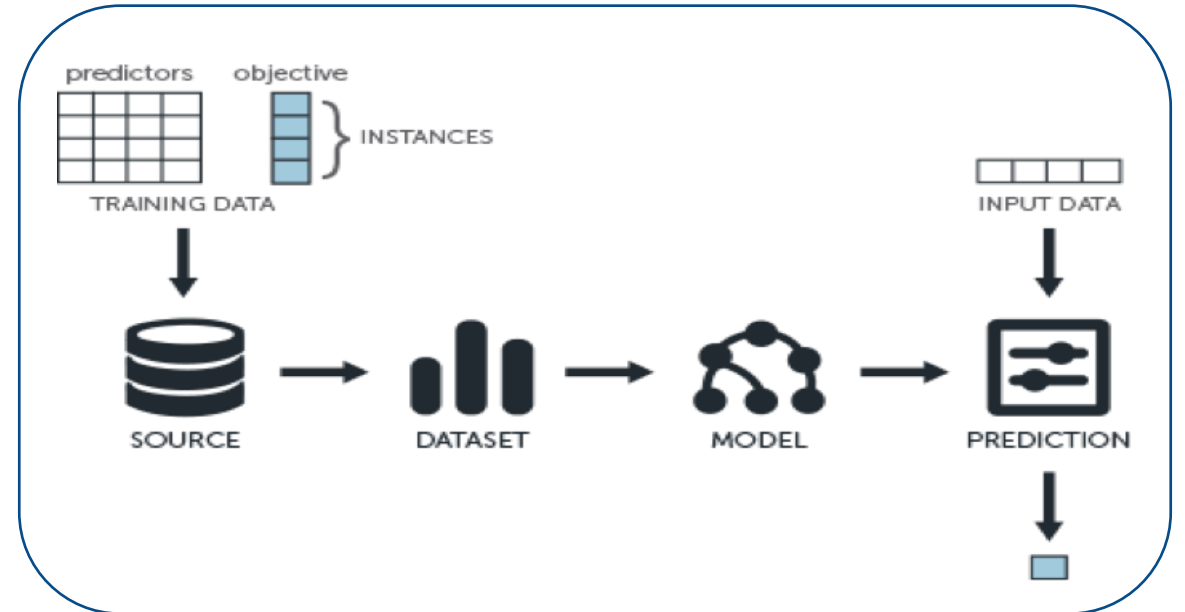 predictors
objective
INSTANCES
TRAINING DATA
INPUT DATA
SOURCE
DATASET
MODEL
PREDICTION